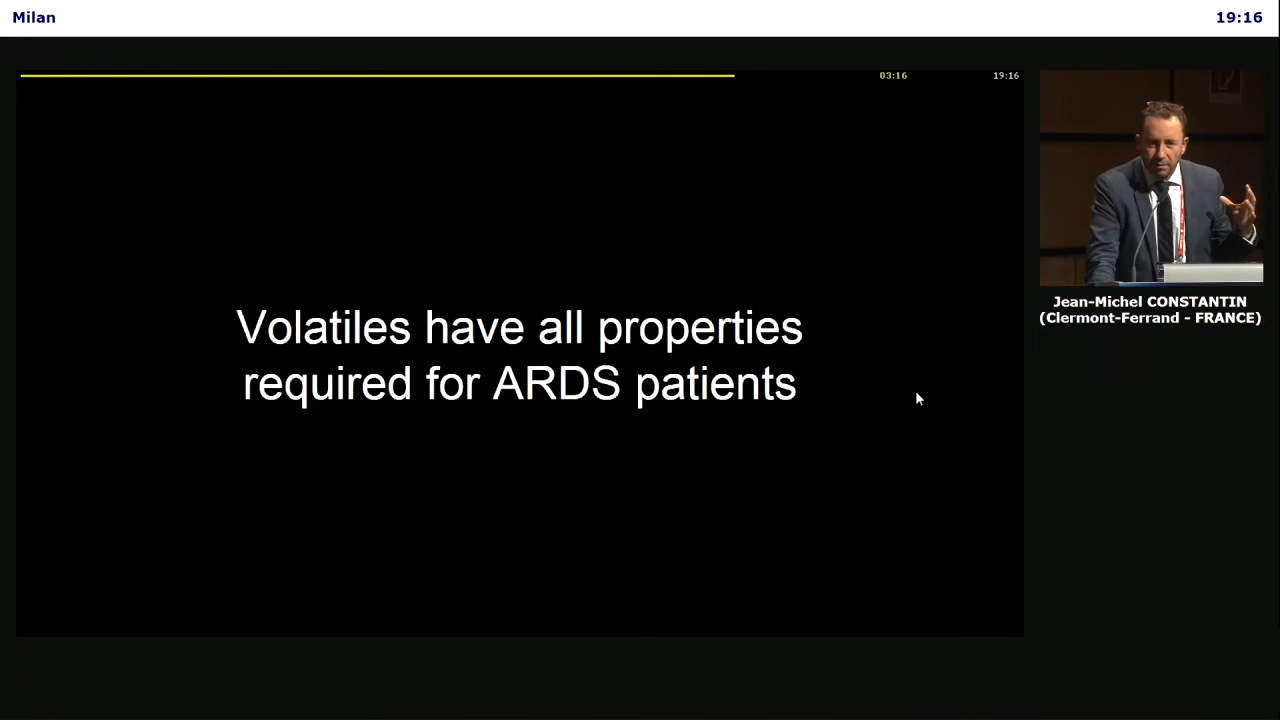 Milan
19:16
03:16
19:16
Volatiles have all properties
required for ARDS patients
Jean-Michel CONSTANTIN
(Clermont-Ferrand - FRANCE)